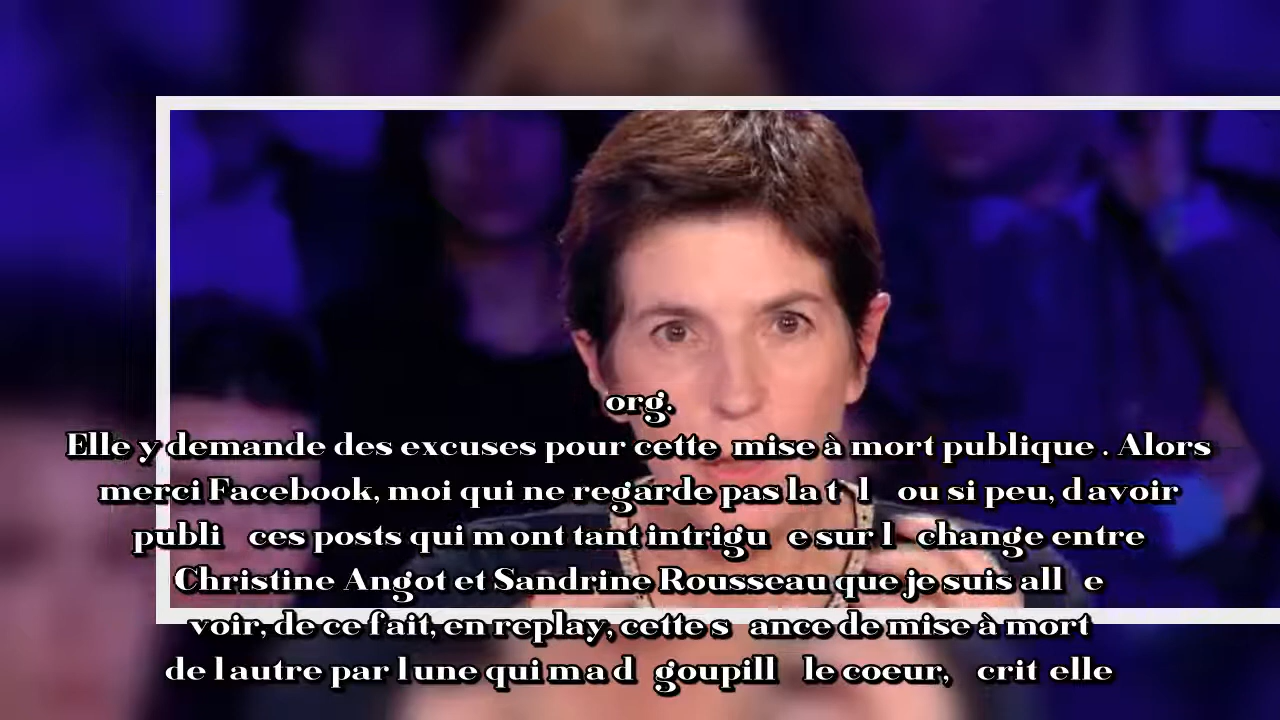 org.
Elle y demande des excuses pour cette mise à mort publique . Alors
merci Facebook, moi qui ne regarde pas la t l ou si peu, d avoir
publi ces posts qui m ont tant intrigu e sur l change entre
Christine Angot et Sandrine Rousseau que je suis all e
voir, de ce fait, en replay, cette s ance de mise à mort
de l autre par l une qui m a d goupill le coeur, crit elle